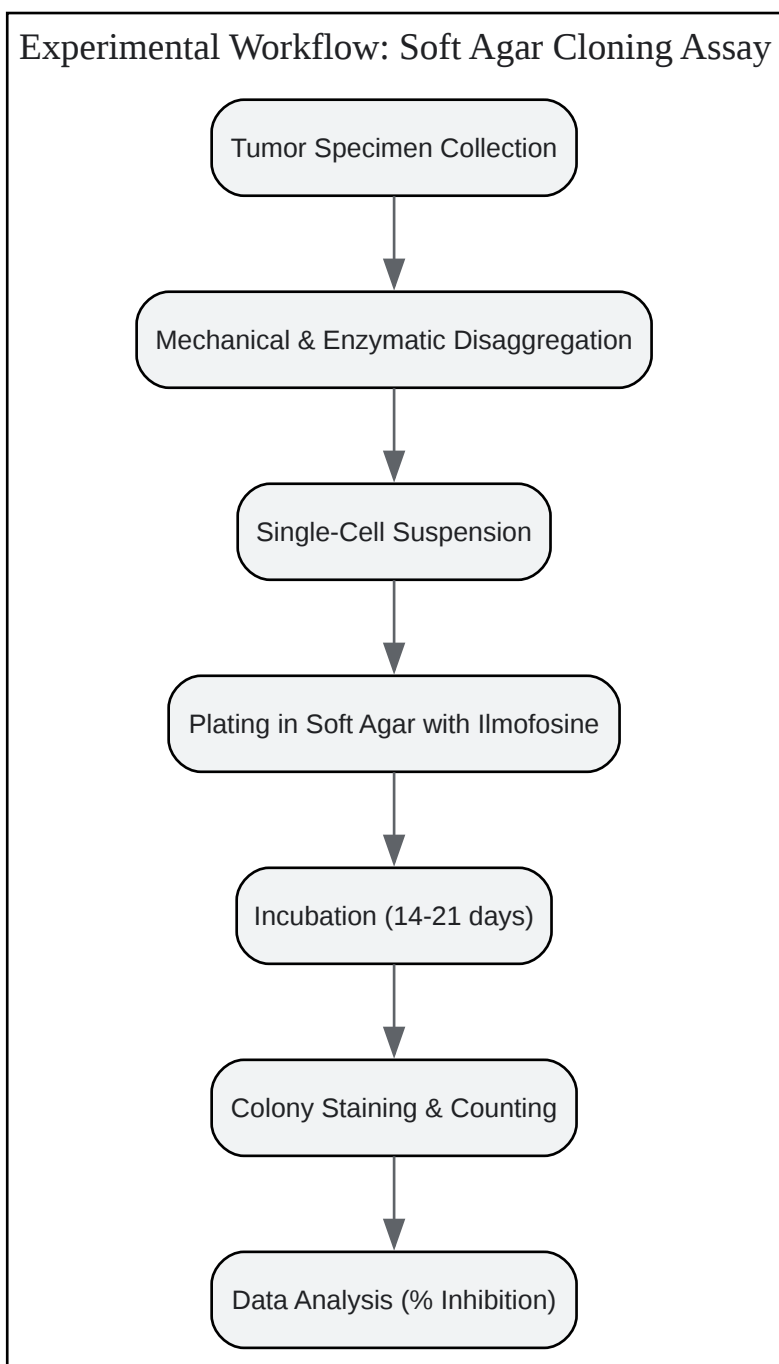 Experimental Workflow: Soft Agar Cloning Assay
Tumor Specimen Collection
Mechanical & Enzymatic Disaggregation
Single-Cell Suspension
Plating in Soft Agar with Ilmofosine
Incubation (14-21 days)
Colony Staining & Counting
Data Analysis (% Inhibition)